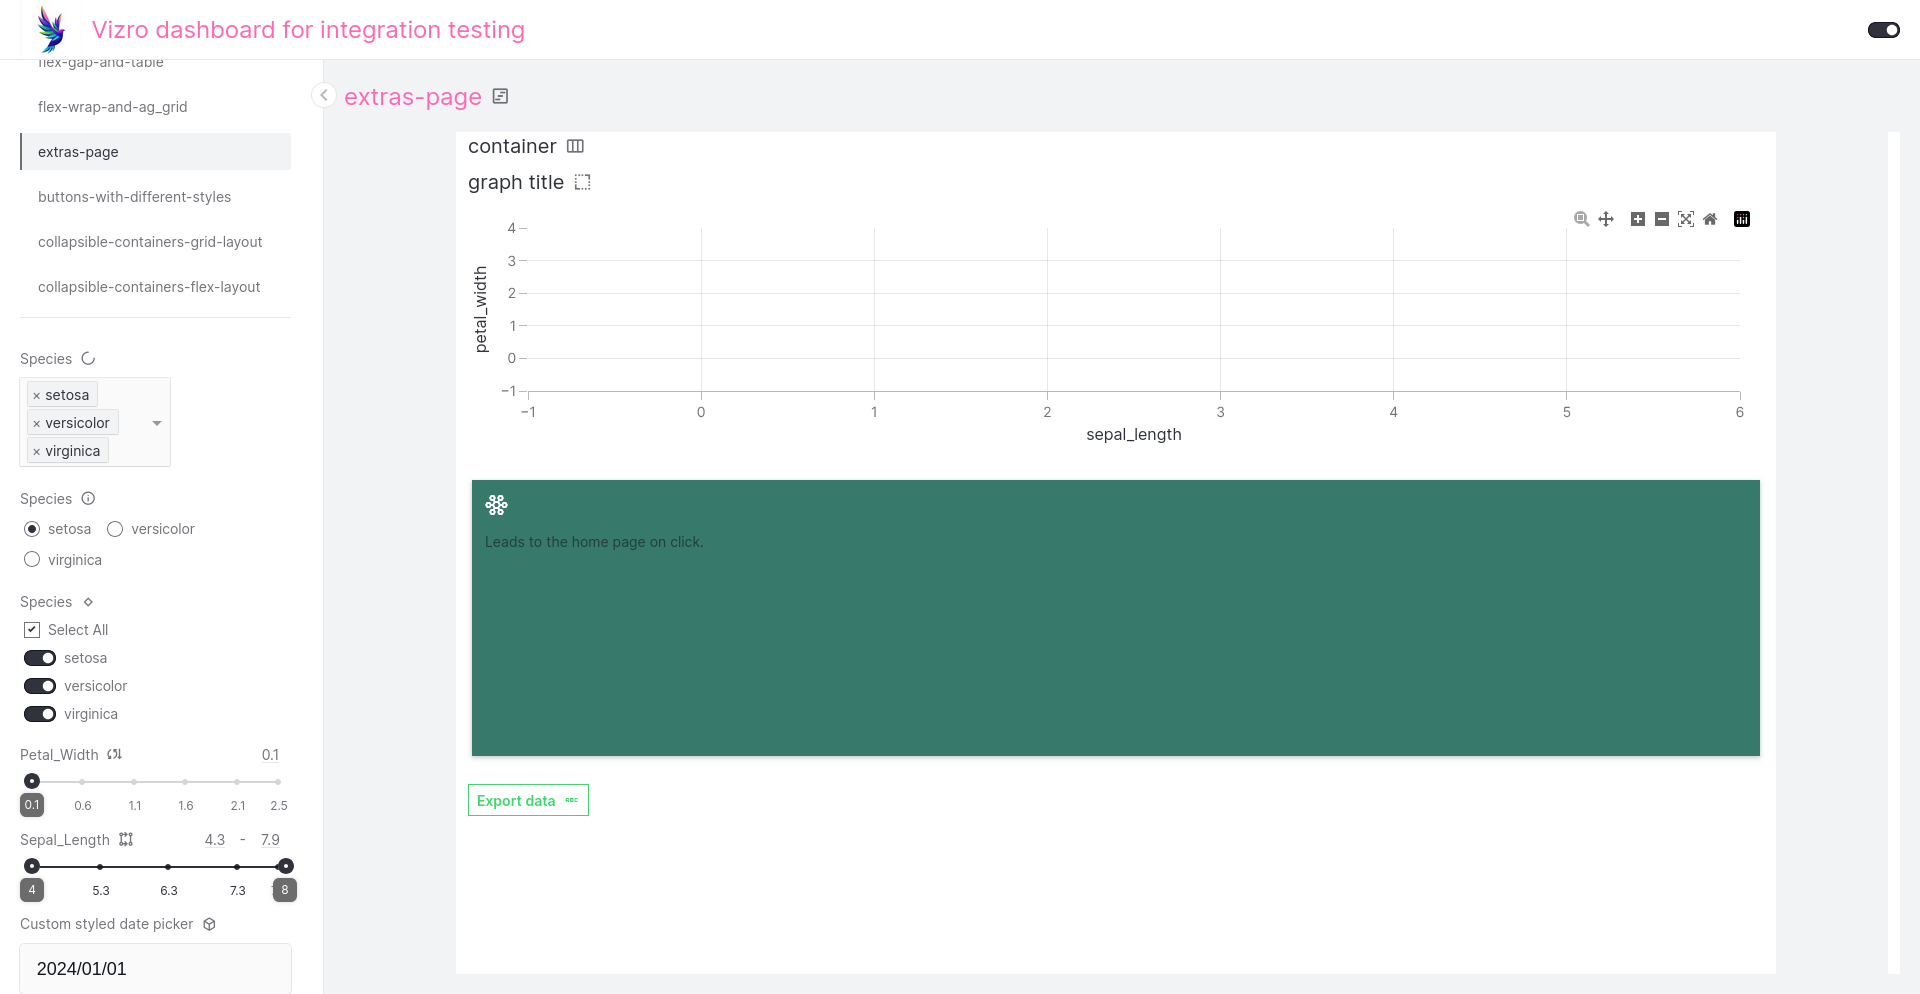 Vizro dashboard for integration testing
flex-gap-and-table
flex-wrap-and-ag_grid
extras-page
buttons-with-different-styles
collapsible-containers-grid-layout
collapsible-containers-flex-layout
Species
× setosa
× versicolor
× virginica
Species
setosa versicolor
virginica
Species
Select All
setosa
versicolor
virginica
Petal_Width 0.1
0.1 0.6 1.1 1.6 2.1 2.5
Sepal_Length 4.3 - 7.9
4 5.3 6.3 7.3 8
Custom styled date picker
2024/01/01
extras-page
container
graph title
4
3
2
1
0
−1
petal_width
−1 0 1 2 3 4 5 6
sepal_length
Leads to the home page on click.
Export data ABC